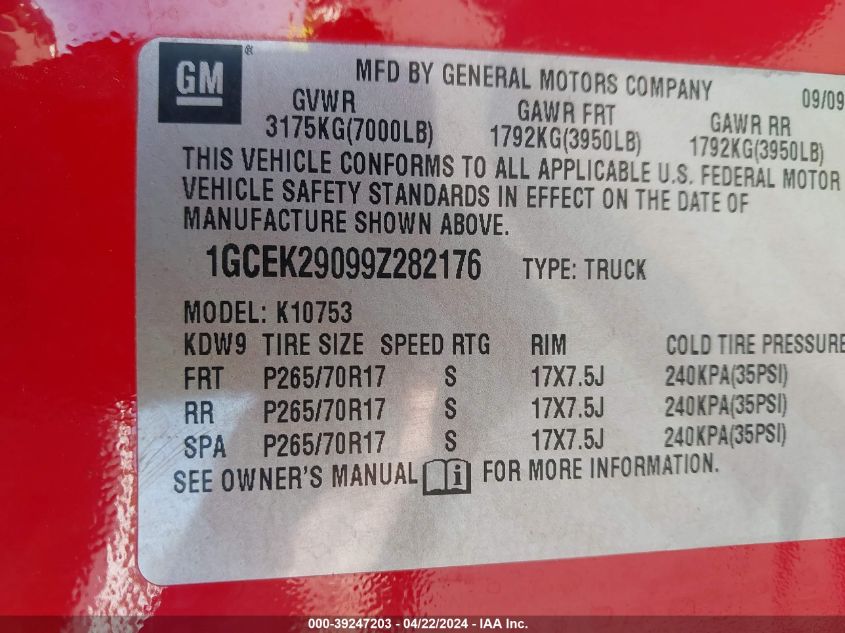 GM ®
MFD BY GENERAL MOTORS COMPANY 09/09
GVWR GAWR FRT GAWR RR
3175KG(7000LB) 1792KG(3950LB) 1792KG(3950LB)
THIS VEHICLE CONFORMS TO ALL APPLICABLE U.S. FEDERAL MOTOR
VEHICLE SAFETY STANDARDS IN EFFECT ON THE DATE OF
MANUFACTURE SHOWN ABOVE.
1GCEK29099Z282176 TYPE: TRUCK
MODEL: K10753
KDW9 TIRE SIZE SPEED RTG RIM COLD TIRE PRESSURE
FRT P265/70R17 S 17X7.5J 240KPA(35PSI)
RR P265/70R17 S 17X7.5J 240KPA(35PSI)
SPA P265/70R17 S 17X7.5J 240KPA(35PSI)
SEE OWNER'S MANUAL i FOR MORE INFORMATION.
000-39247203 - 04/22/2024 - IAA Inc.